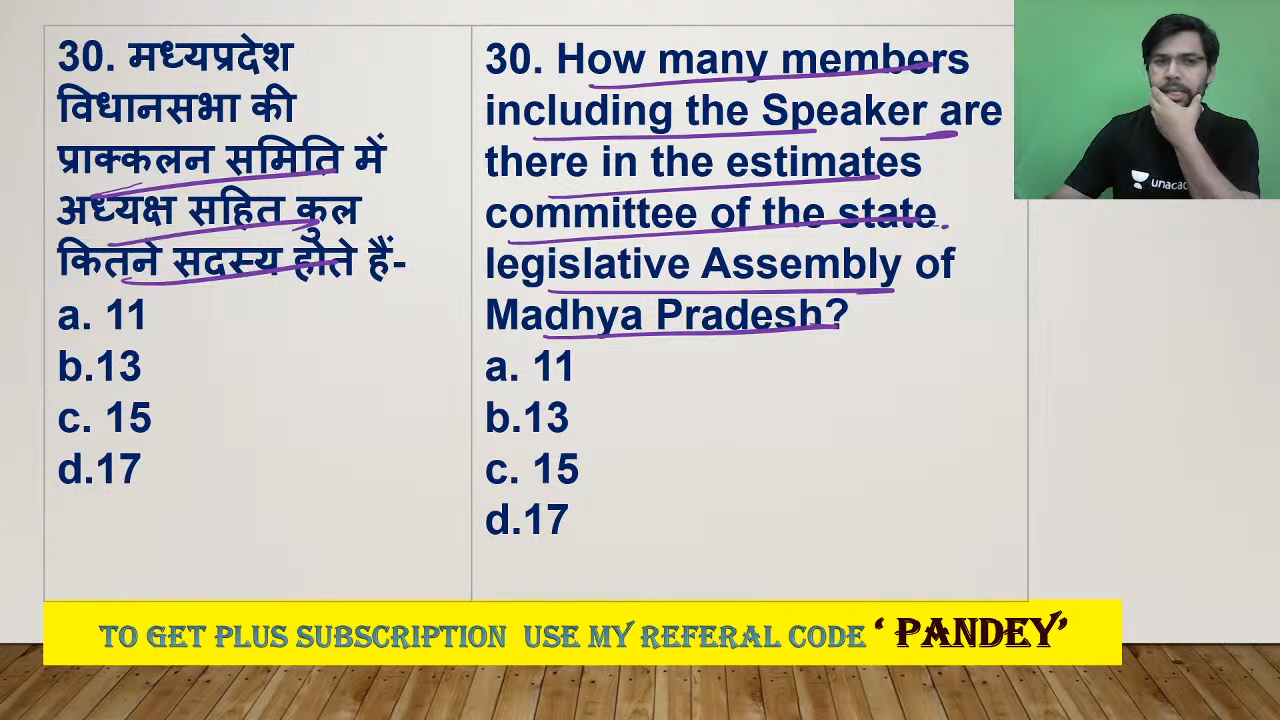 30. मध्यप्रदेश
विधानसभा की
प्राक्कलन समिति में
अध्यक्ष सहित कुल
कितने सदस्य होते हैं-
a. 11
b.13
c. 15
d.17
30. How many members
including the Speaker are
there in the estimates
committee of the state
legislative Assembly of
Madhya Pradesh?
a. 11
b.13
c. 15
d.17
unacad
TO GET PLUS SUBSCRIPTION USE MY REFERAL CODE ‘ PANDEY’